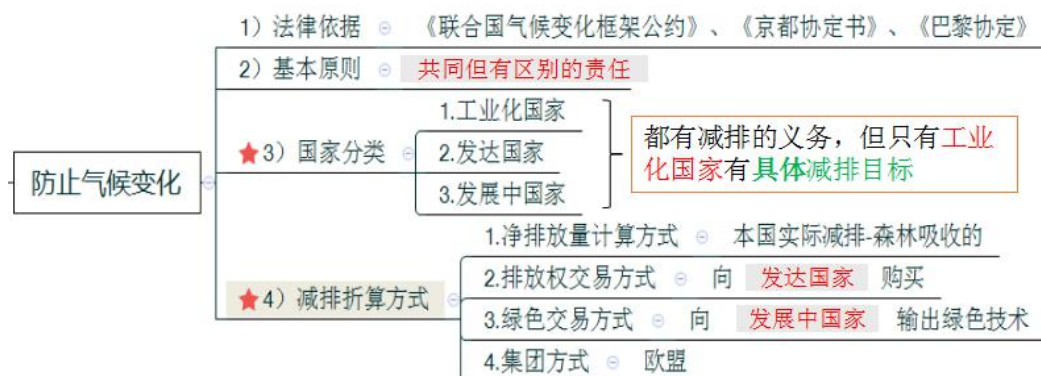 防止气候变化
1）法律依据 《联合国气候变化框架公约》、《京都协定书》、《巴黎协定》
2）基本原则 共同但有区别的责任
★3）国家分类
1.工业化国家
2.发达国家
3.发展中国家
都有减排的义务，但只有工业
化国家有具体减排目标
★4）减排折算方式
1.净排放量计算方式 本国实际减排-森林吸收的
2.排放权交易方式 向 发达国家 购买
3.绿色交易方式 向 发展中国家 输出绿色技术
4.集团方式 欧盟